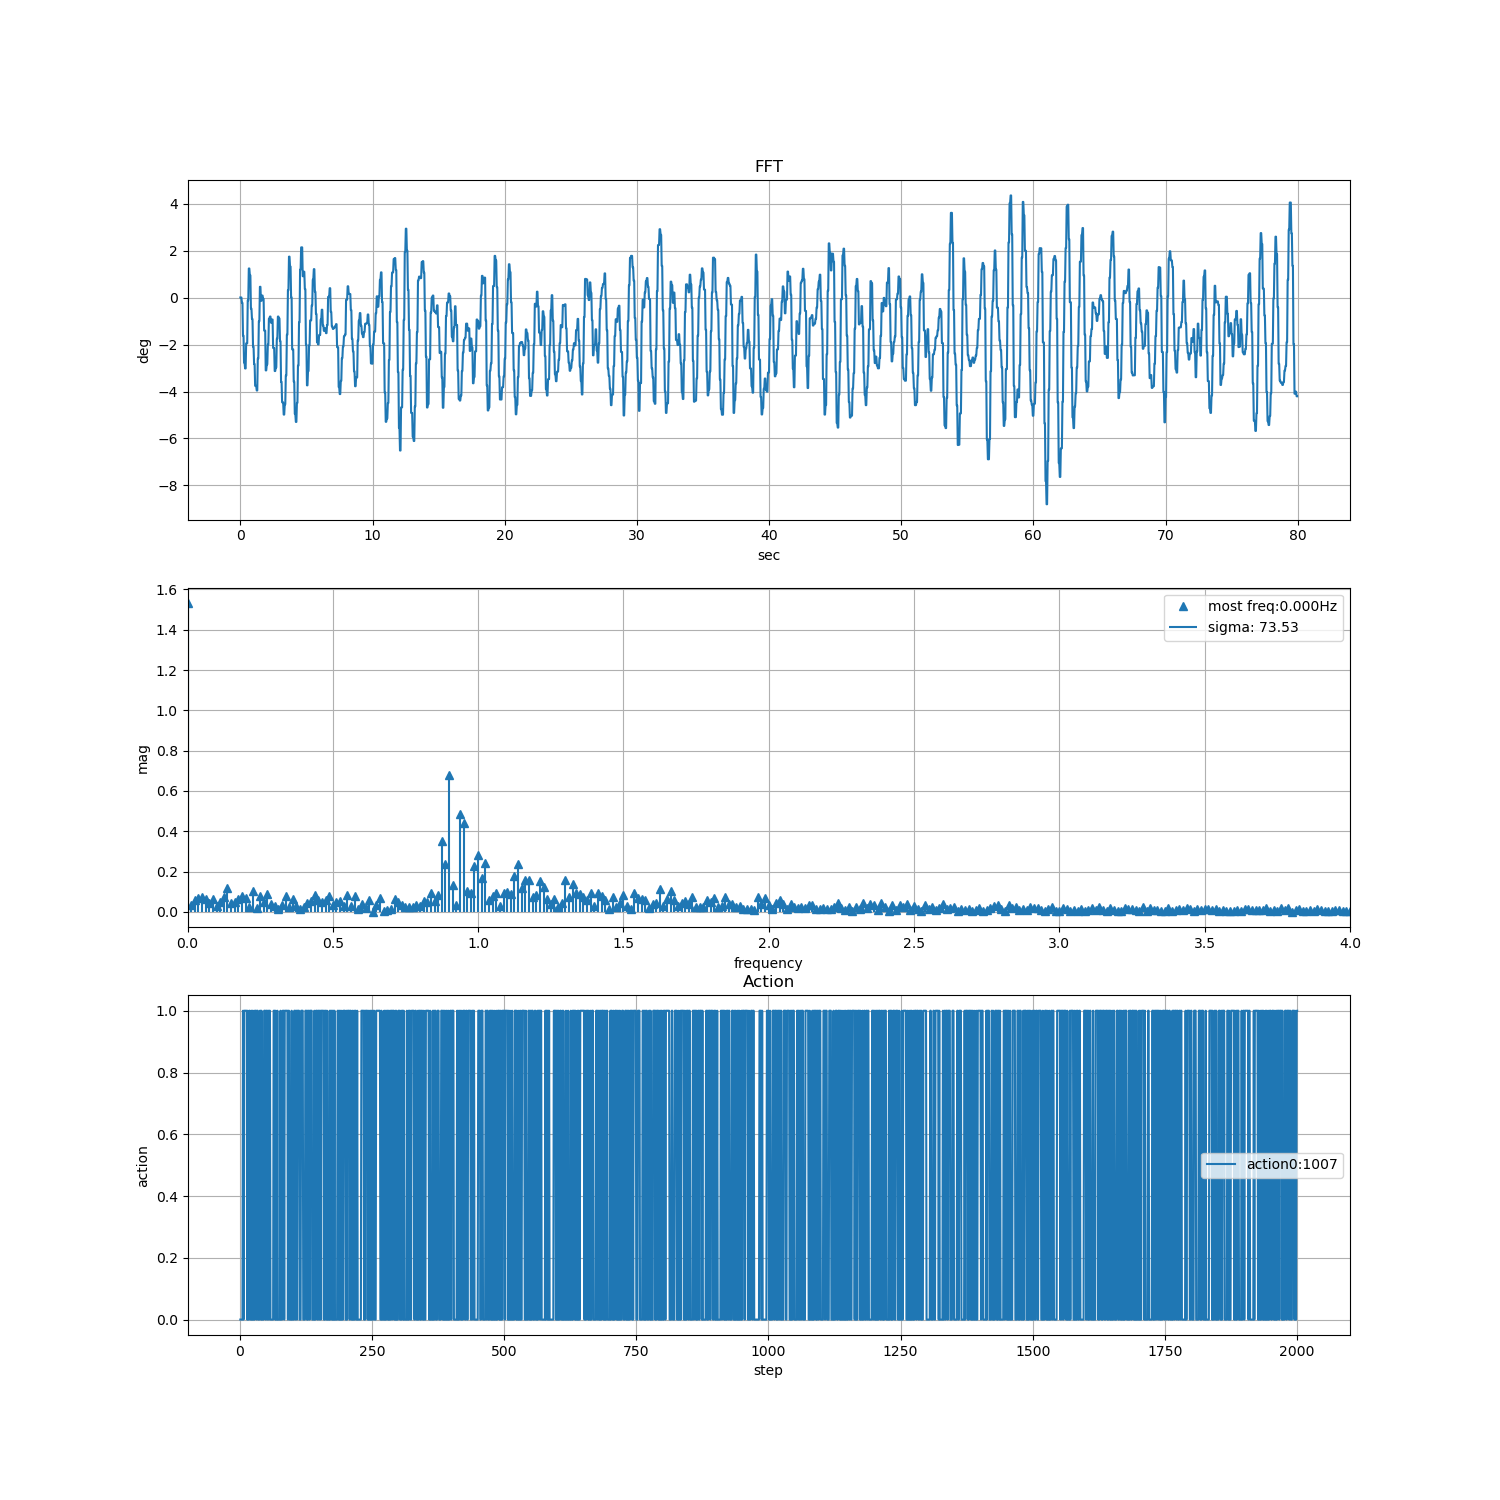 FFT
4
2
0
−2
−4
−6
−8
deg
0 10 20 30 40 50 60 70 80
sec
1.6
1.4
1.2
1.0
0.8
0.6
0.4
0.2
0.0
mag
most freq:0.000Hz
sigma: 73.53
0.0 0.5 1.0 1.5 2.0 2.5 3.0 3.5 4.0
frequency
Action
1.0
0.8
0.6
0.4
0.2
0.0
action
action0:1007
0 250 500 750 1000 1250 1500 1750 2000
step